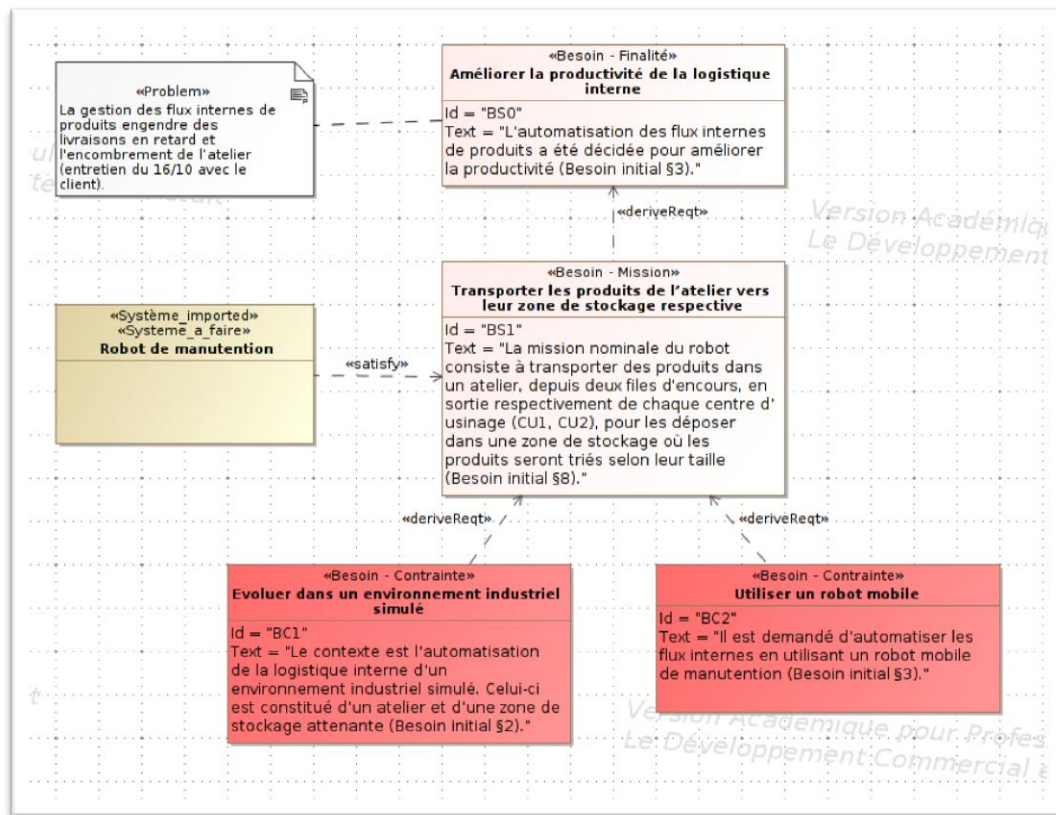 «Besoin - Finalité»
Améliorer la productivité de la logistique
interne
Id = "BS0"
Text = "L'automatisation des flux internes
de produits a été décidée pour améliorer
la productivité (Besoin initial §3)."
«Problem»
La gestion des flux internes de
produits engendre des
livraisons en retard et
l'encombrement de l'atelier
(entretien du 16/10 avec le
client).
«deriveReqt»
Version Académiq
Le Développement
«Besoin - Mission»
Transporter les produits de l'atelier vers
leur zone de stockage respective
Id = "BS1"
Text = "La mission nominale du robot
consiste à transporter des produits dans
un atelier, depuis deux files d'encours, en
sortie respectivement de chaque centre d'
usinage (CU1, CU2), pour les déposer
dans une zone de stockage où les
produits seront triés selon leur taille
(Besoin initial §8)."
«Système_imported»
«Systeme_a_faire»
Robot de manutention
«satisfy»
«deriveReqt»
«deriveReqt»
«Besoin - Contrainte»
Evoluer dans un environnement industriel
simulé
Id = "BC1"
Text = "Le contexte est l'automatisation
de la logistique interne d'un
environnement industriel simulé. Celui-ci
est constitué d'un atelier et d'une zone de
stockage attenante (Besoin initial §2)."
«Besoin - Contrainte»
Utiliser un robot mobile
Id = "BC2"
Text = "Il est demandé d'automatiser les
flux internes en utilisant un robot mobile
de manutention (Besoin initial §3)."
Version Académique pour Profes
Le Développement Commercial e